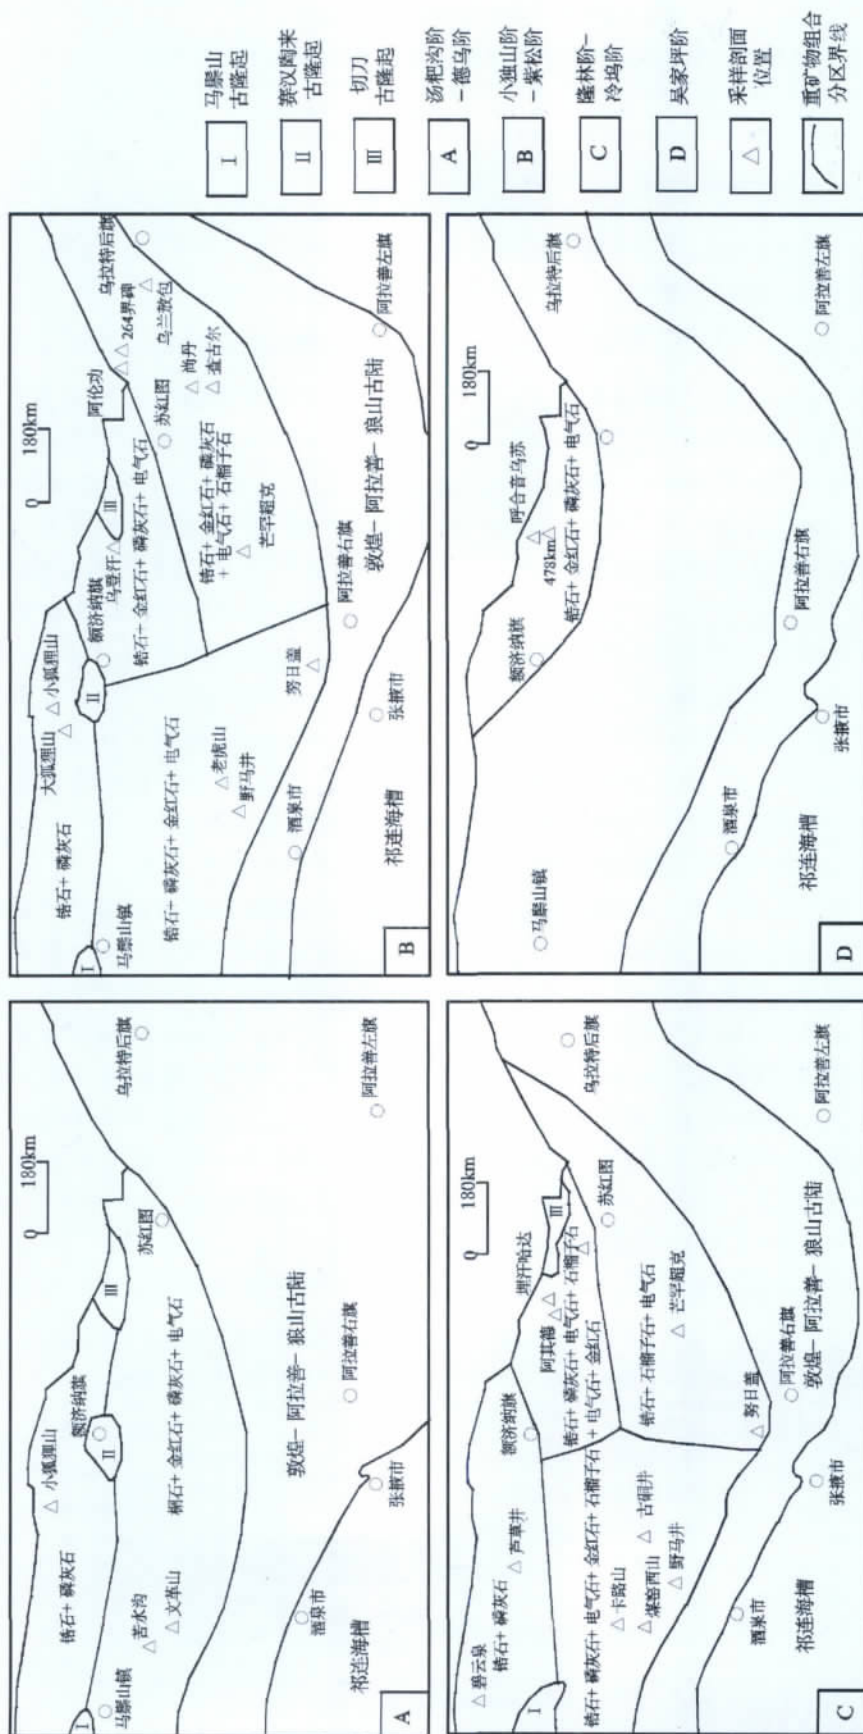 0 180km
小狐狸山
锆石+ 磷灰石
额济纳旗
II
III
I
马鬃山镇
苦水沟
文革山
榍石+ 金红石+ 磷灰石+ 电气石
苏红图
乌拉特后旗
敦煌- 阿拉善- 狼山古陆
酒泉市
阿拉善右旗
阿拉善左旗
张掖市
祁连海槽
A
0 180km
大狐狸山
小狐狸山
锆石+ 磷灰石
II
额济纳旗
乌登汗
III
阿伦功
264界碑
I
马鬃山镇
锆石- 金红石+ 磷灰石+ 电气石
苏红图
乌拉特后旗
乌兰敖包
锆石- 磷灰石+ 金红石+ 电气石
尚丹
查古尔
锆石+ 金红石+ 磷灰石
+ 电气石+ 石榴子石
芒罕超克
老虎山
野马井
努日盖
酒泉市
阿拉善右旗
敦煌- 阿拉善- 狼山古陆
阿拉善左旗
张掖市
祁连海槽
B
0 180km
碧云泉
锆石+ 磷灰石
芦草井
额济纳旗
I
埋汗哈达
阿其德
III
锆石+ 磷灰石+ 电气石+ 石榴子石
+ 电气石+ 金红石
苏红图
乌拉特后旗
锆石+ 磷灰石+ 电气石+ 金红石+ 石榴子石
卡路山
煤窑西山
古硐井
野马井
锆石+ 石榴子石+ 电气石
芒罕超克
努日盖
酒泉市
阿拉善右旗
敦煌- 阿拉善- 狼山古陆
阿拉善左旗
张掖市
祁连海槽
C
0 180km
马鬃山镇
额济纳旗
呼合音乌苏
478km
锆石+ 金红石+ 磷灰石+ 电气石
乌拉特后旗
酒泉市
阿拉善右旗
阿拉善左旗
张掖市
祁连海槽
D
I
马鬃山
古隆起
II
赛汉陶来
古隆起
III
切刀
古隆起
A
汤粑沟阶
- 德乌阶
B
小独山阶
- 紫松阶
C
隆林阶-
冷坞阶
D
吴家坪阶
采样剖面
位置
重矿物组合
分区界线